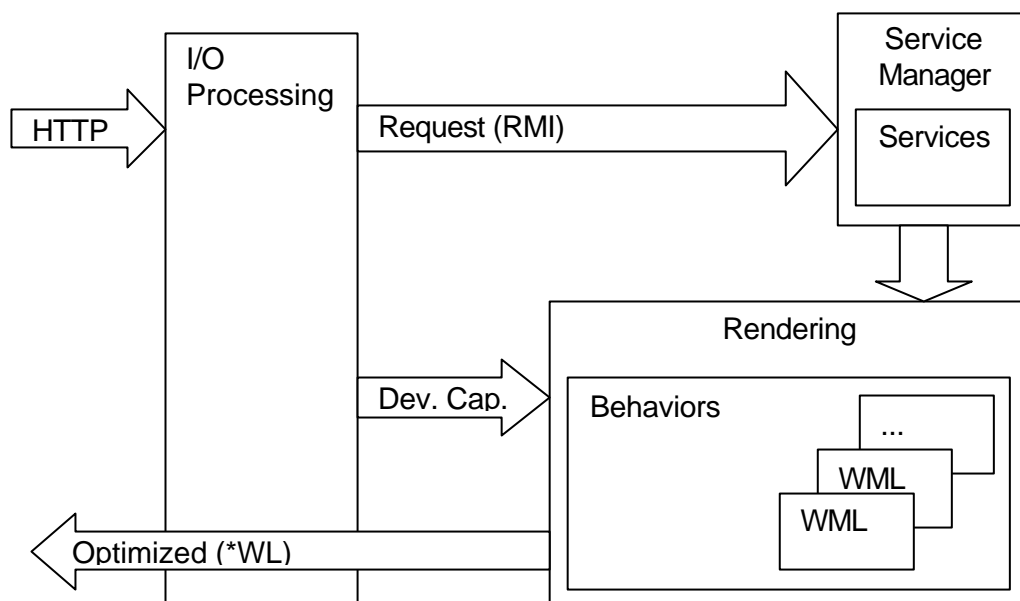 I/O
Processing
HTTP
Request (RMI)
Service
Manager
Services
Rendering
Dev. Cap.
Behaviors
...
WML
WML
Optimized (*WL)